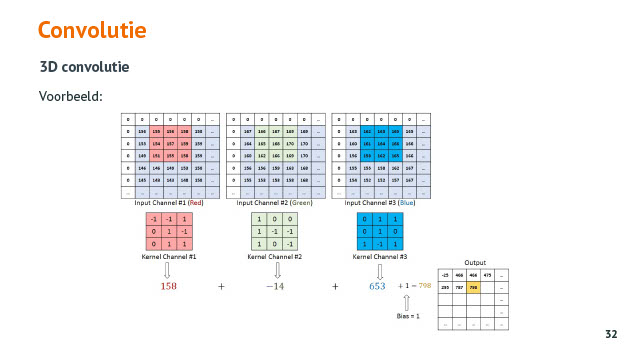 Convolutie
3D convolutie
Voorbeeld:
0 0 0 0 0 0 ...
0 0 0 0 0 0 ...
0 0 0 0 0 0 ...
0 156 155 156 158 158 ...
0 167 166 167 169 169 ...
0 163 162 163 165 165 ...
0 153 154 157 159 159 ...
0 164 165 168 170 170 ...
0 160 161 164 166 166 ...
0 149 151 155 158 159 ...
0 160 162 166 169 170 ...
0 156 158 162 165 166 ...
0 146 146 149 153 158 ...
0 156 156 159 163 168 ...
0 155 155 158 162 167 ...
0 145 143 143 148 158 ...
0 155 153 153 158 168 ...
0 154 152 152 157 167 ...
... ... ... ... ... ... ...
... ... ... ... ... ... ...
... ... ... ... ... ... ...
Input Channel #1 (Red)
Input Channel #2 (Green)
Input Channel #3 (Blue)
-1 -1 1
0 1 -1
0 1 1
1 0 0
1 -1 -1
1 0 -1
0 1 1
0 1 0
1 -1 1
Kernel Channel #1
Kernel Channel #2
Kernel Channel #3
158 + −14 + 653 + 1 = 798
Bias = 1
Output
-25 466 466 475 ...
295 787 798 ...
...
...
... ... ... ... ...
32